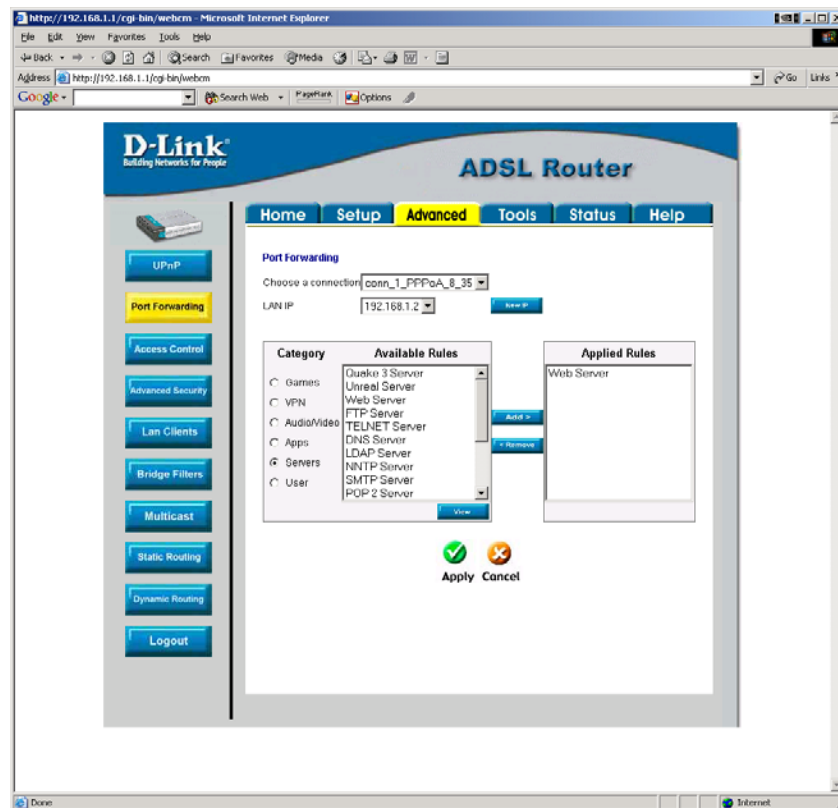 http://192.168.1.1/cgi-bin/webcm - Microsoft Internet Explorer
File Edit View Favorites Tools Help
Back Search Favorites Media
Address http://192.168.1.1/cgi-bin/webcm Go Links
Google Search Web PageRank Options
D-Link
Building Networks for People
ADSL Router
Home Setup Advanced Tools Status Help
UPnP
Port Forwarding
Access Control
Advanced Security
Lan Clients
Bridge Filters
Multicast
Static Routing
Dynamic Routing
Logout
Port Forwarding
Choose a connection conn_1_PPPoA_8_35
LAN IP 192.168.1.2 New IP
Category
Games
VPN
Audio/Video
Apps
Servers
User
Available Rules
Quake 3 Server
Unreal Server
Web Server
FTP Server
TELNET Server
DNS Server
LDAP Server
NNTP Server
SMTP Server
POP 2 Server
View
Add >
< Remove
Applied Rules
Web Server
Apply Cancel
Done Internet